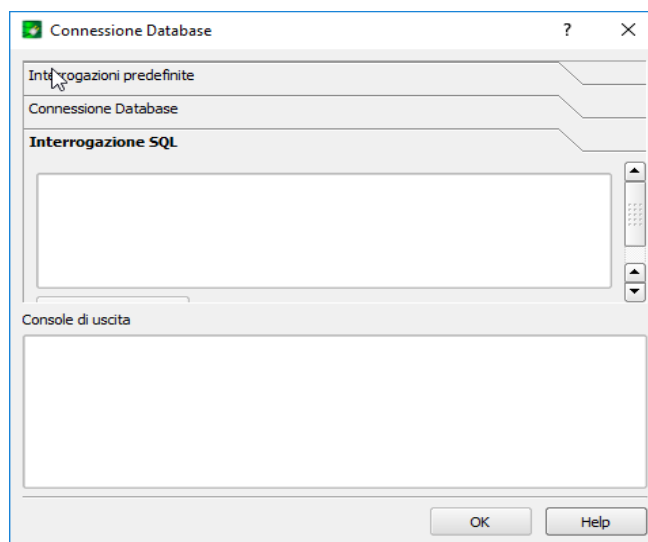 Connessione Database
Interrogazioni predefinite
Connessione Database
Interrogazione SQL
Console di uscita
OK
Help